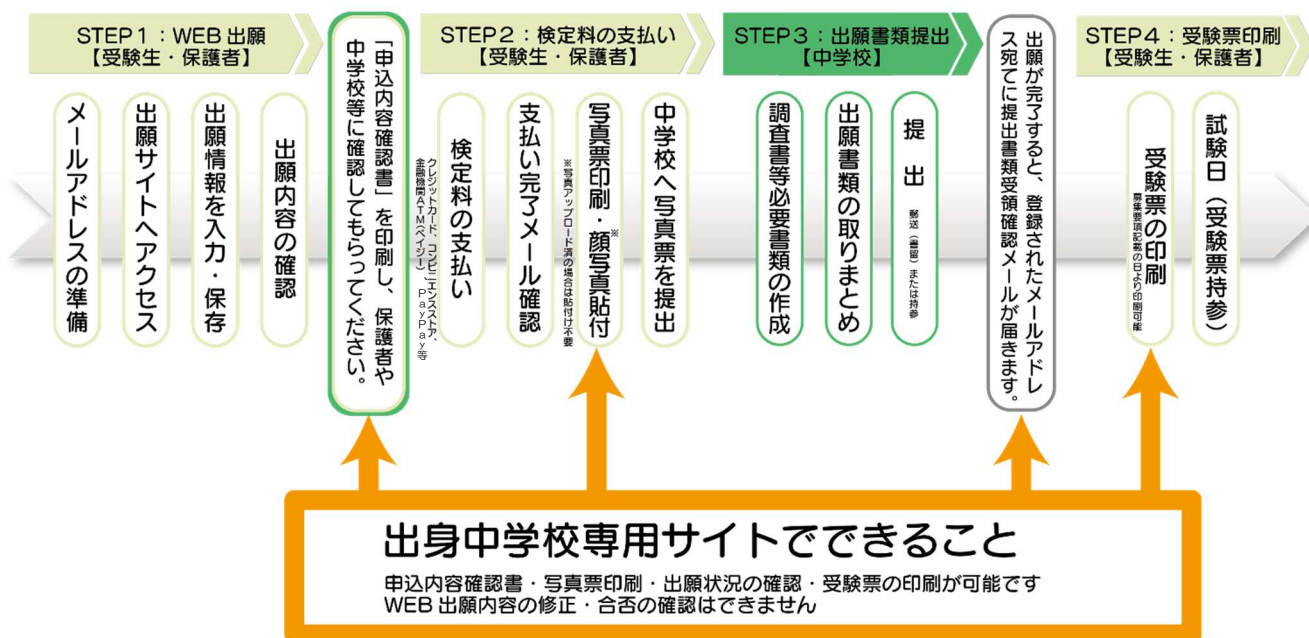 STEP1：WEB 出願
【受験生・保護者】
メールアドレスの準備
出願サイトへアクセス
出願情報を入力・保存
出願内容の確認
「申込内容確認書」を印刷し、保護者や
中学校等に確認してもらってください。
STEP2：検定料の支払い
【受験生・保護者】
検定料の支払い
クレジットカード、コンビニエンスストア、
金融機関ATM（ペイジー）、PayPay等
支払い完了メール確認
写真票印刷・顔写真貼付※
※写真アップロード済の場合は貼付け不要
中学校へ写真票を提出
STEP3：出願書類提出
【中学校】
調査書等必要書類の作成
出願書類の取りまとめ
提出 郵送（書留）または持参
出願が完了すると、登録されたメールアドレ
ス宛てに提出書類受領確認メールが届きます。
STEP4：受験票印刷
【受験生・保護者】
受験票の印刷
募集要項記載の日より印刷可能
試験日（受験票持参）
出身中学校専用サイトでできること
申込内容確認書・写真票印刷・出願状況の確認・受験票の印刷が可能です
WEB 出願内容の修正・合否の確認はできません